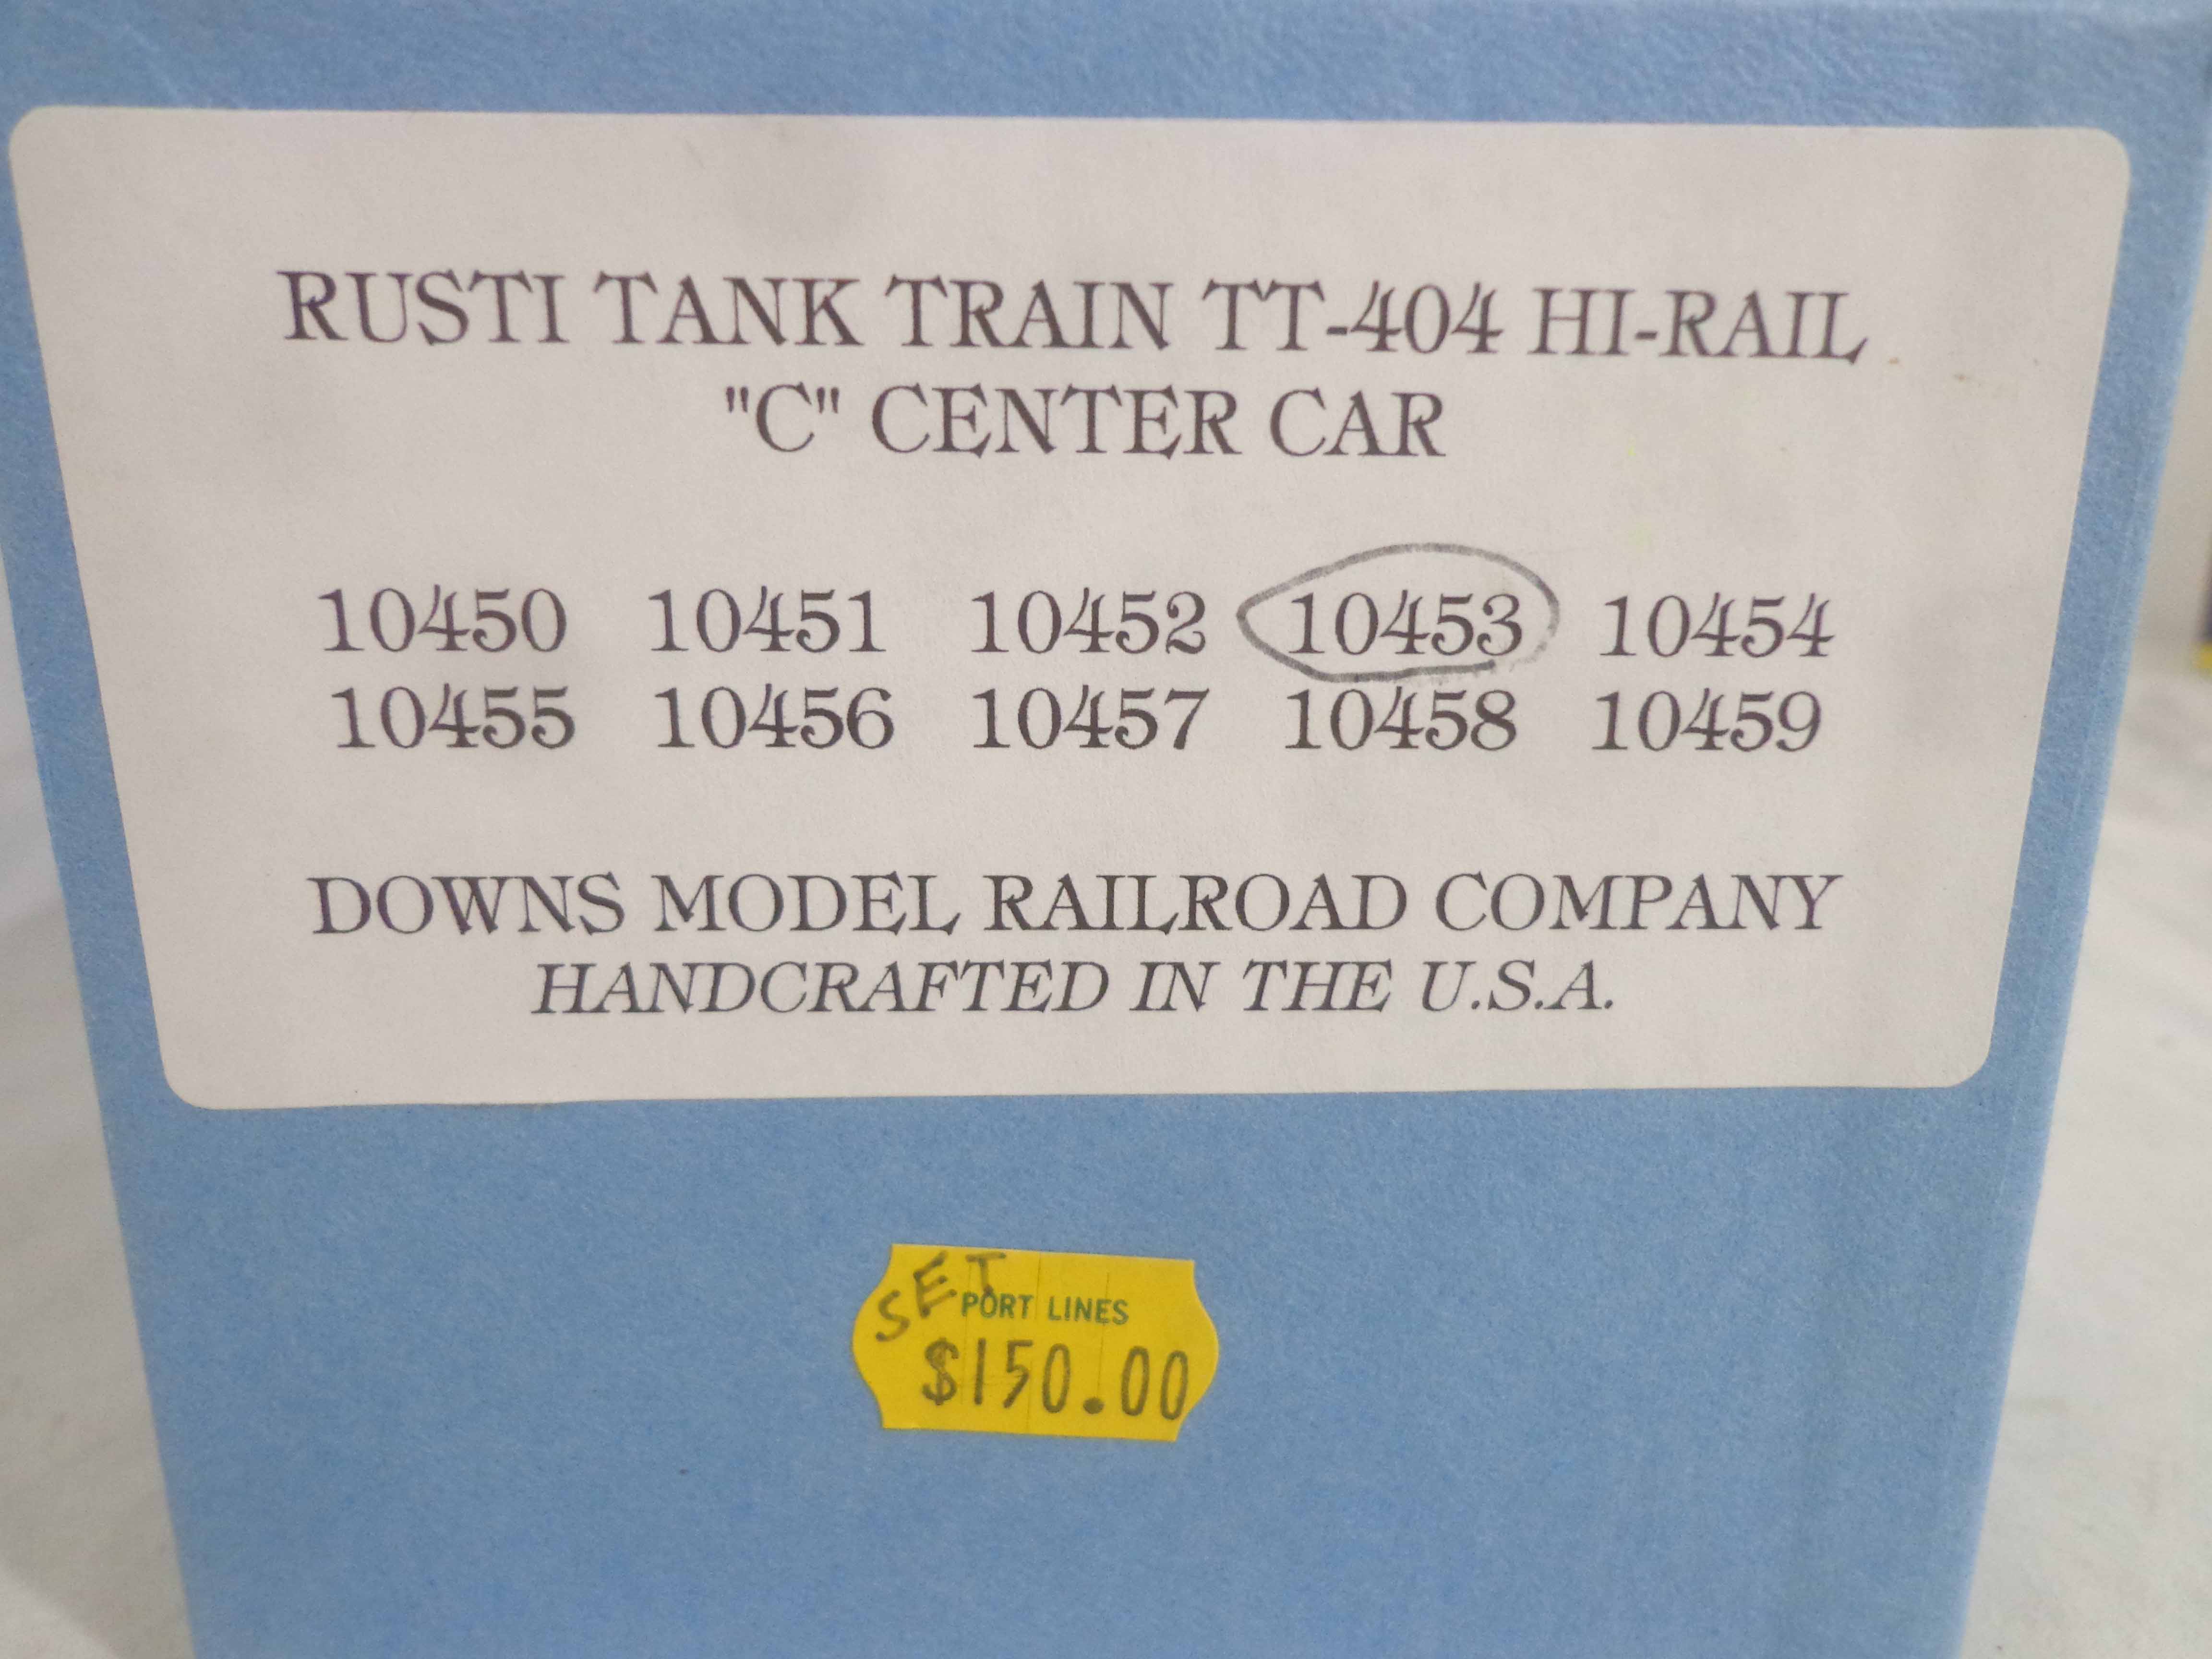 RUSTI TANK TRAIN TT-404 HI-RAIL
"C" CENTER CAR
10450 10451 10452 10453 10454
10455 10456 10457 10458 10459
DOWNS MODEL RAILROAD COMPANY
HANDCRAFTED IN THE U.S.A.
SET
PORT LINES
$150.00